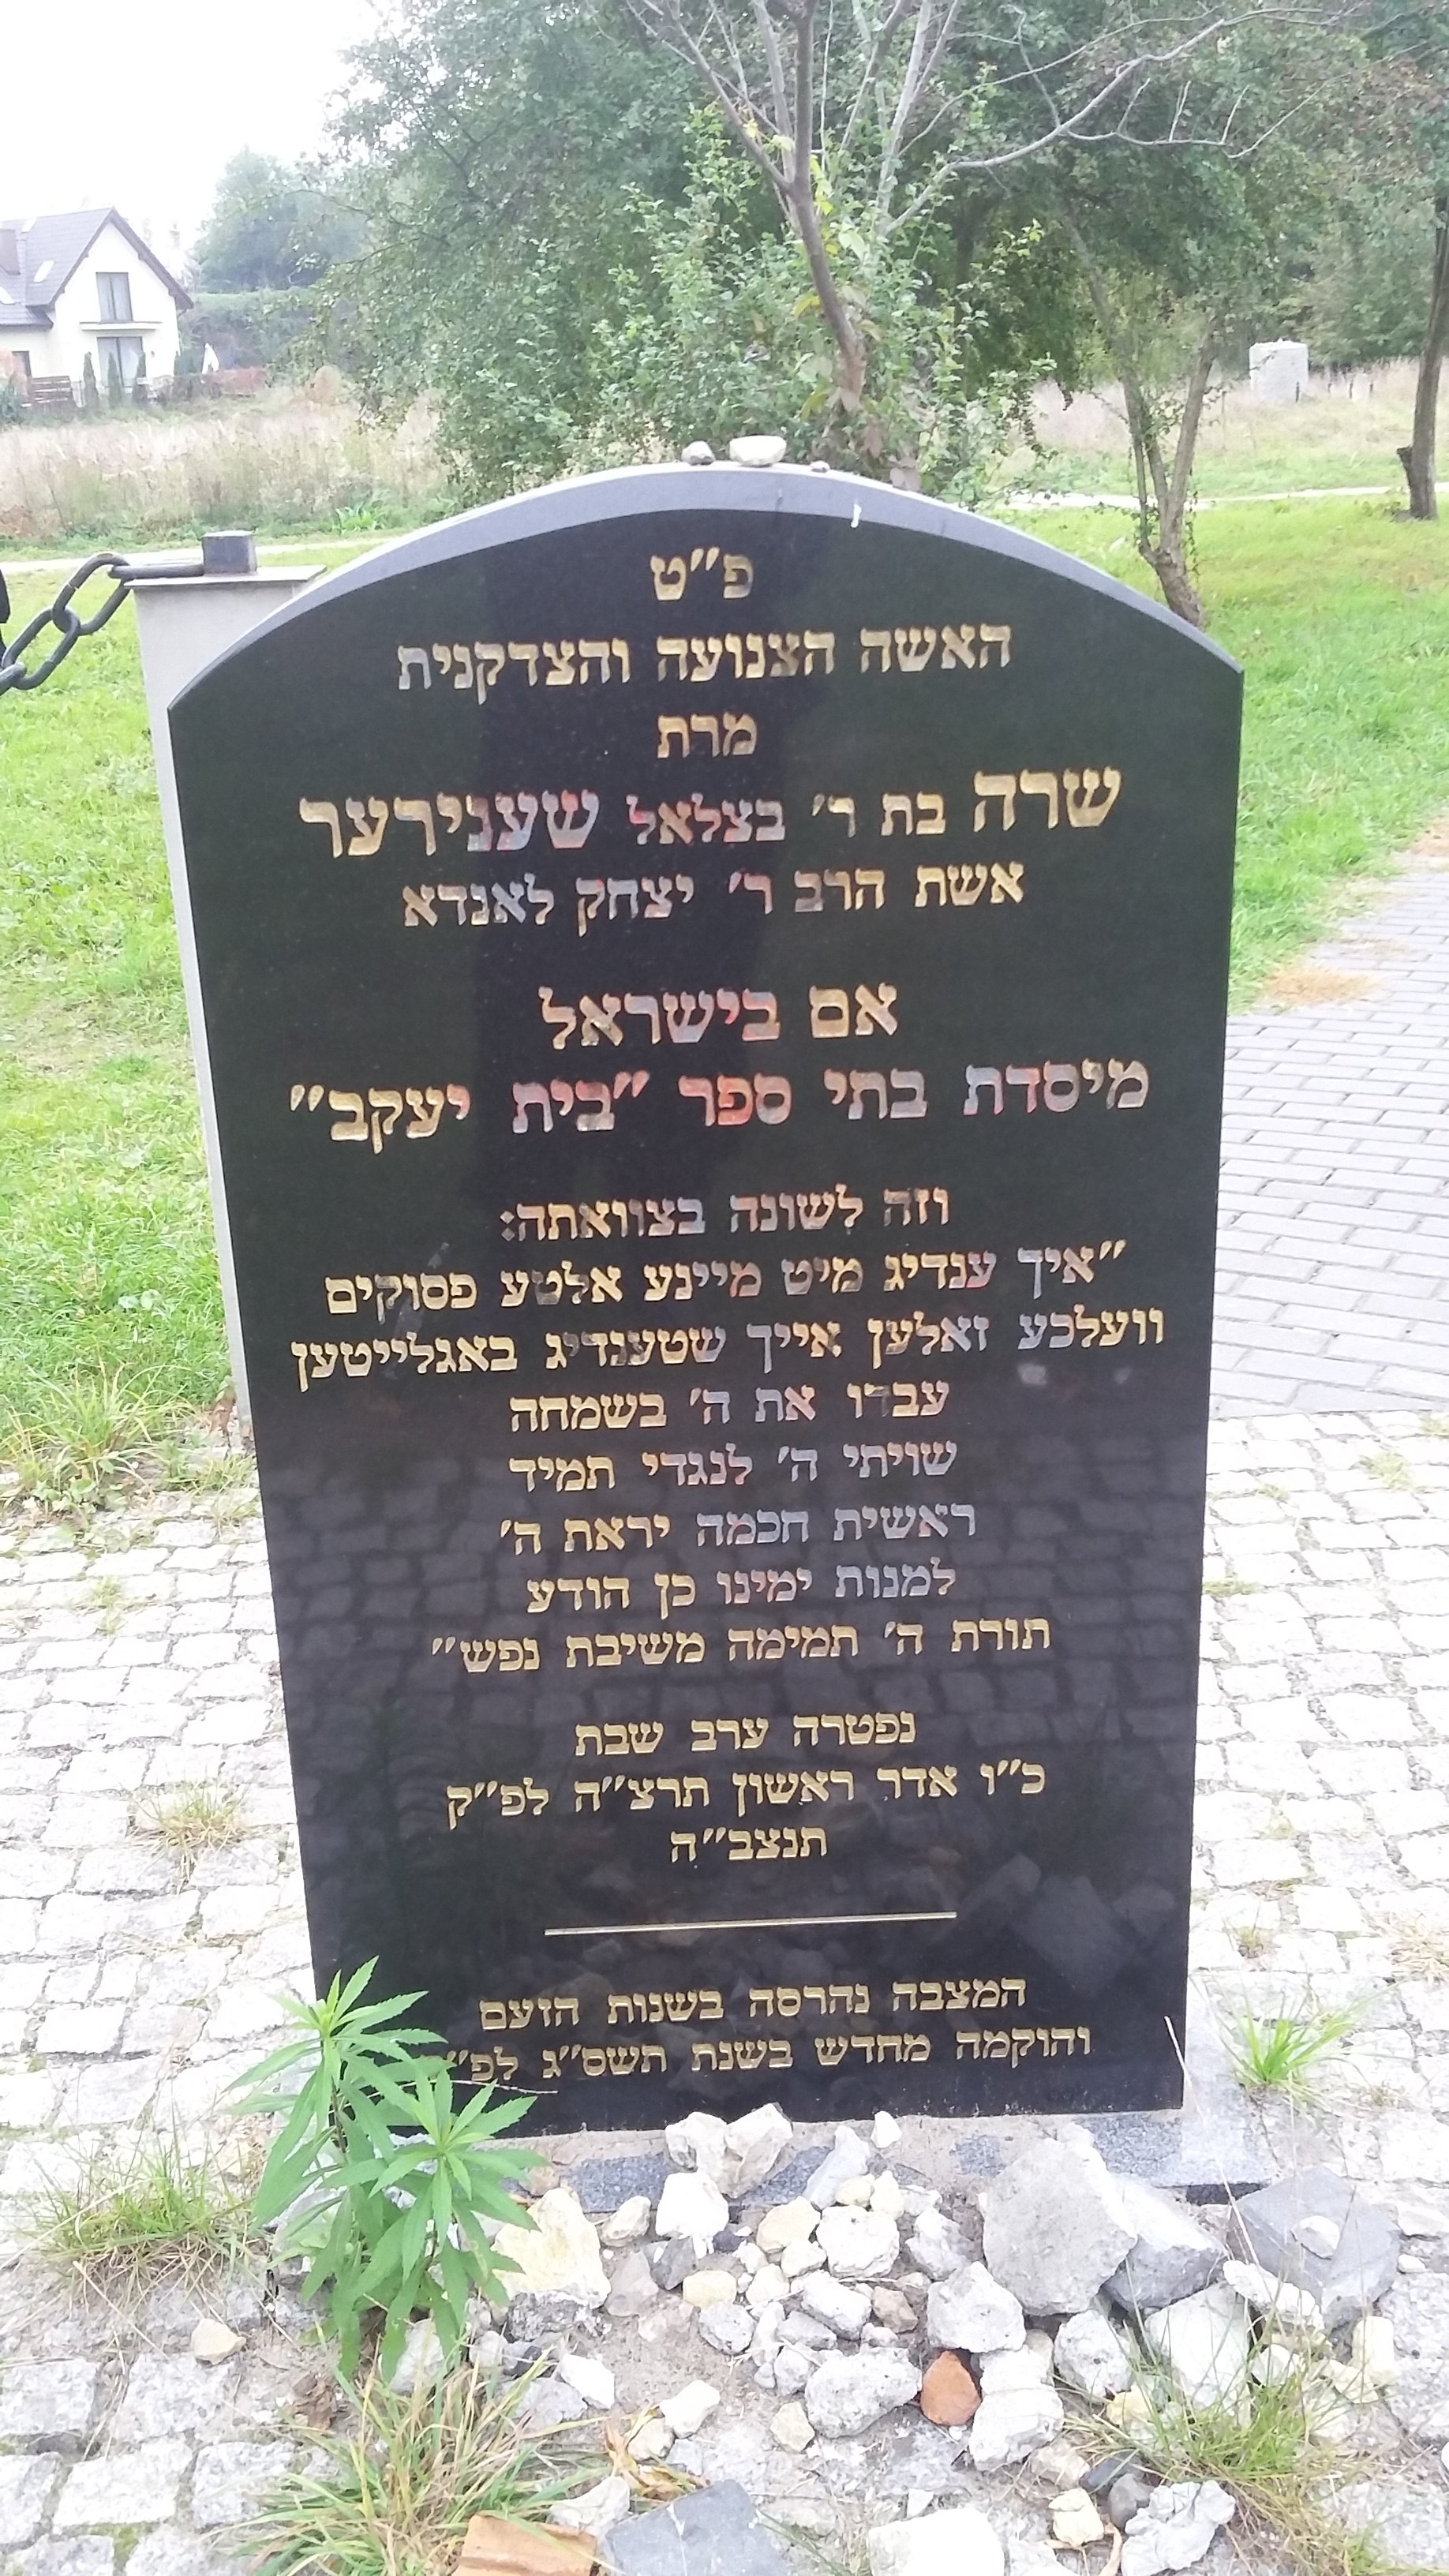 פ״ט
האשה הצנועה והצדקנית
מרת
שרה בת ר׳ בצלאל שענירער
אשת הרב ר׳ יצחק לאנדא
אם בישראל
מיסדת בתי ספר ״בית יעקב״
וזה לשונה בצוואתה:
״איך ענדיג מיט מיינע אלטע פסוקים
וועלכע זאלען אייך שטענדיג באגלייטען
עבדו את ה׳ בשמחה
שויתי ה׳ לנגדי תמיד
ראשית חכמה יראת ה׳
למנות ימינו כן הודע
תורת ה׳ תמימה משיבת נפש״
נפטרה ערב שבת
כ״ו אדר ראשון תרצ״ה לפ״ק
תנצב״ה
המצבה נהרסה בשנות הזעם
והוקמה מחדש בשנת תשס״ג